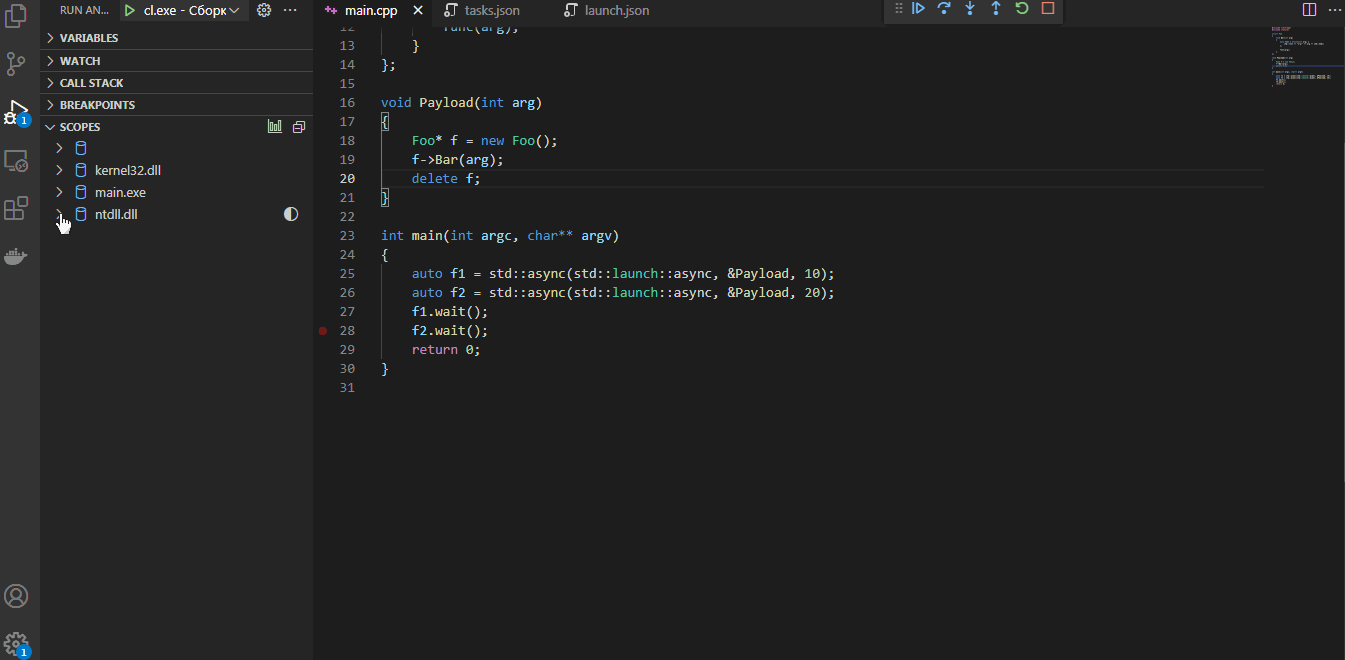 RUN AN... cl.exe - Сборк
main.cpp tasks.json launch.json
VARIABLES
WATCH
CALL STACK
BREAKPOINTS
SCOPES
kernel32.dll
main.exe
ntdll.dll
1
1
12 func(arg);
13 }
14 };
15
16 void Payload(int arg)
17 {
18 Foo* f = new Foo();
19 f->Bar(arg);
20 delete f;
21 }
22
23 int main(int argc, char** argv)
24 {
25 auto f1 = std::async(std::launch::async, &Payload, 10);
26 auto f2 = std::async(std::launch::async, &Payload, 20);
27 f1.wait();
28 f2.wait();
29 return 0;
30 }
31